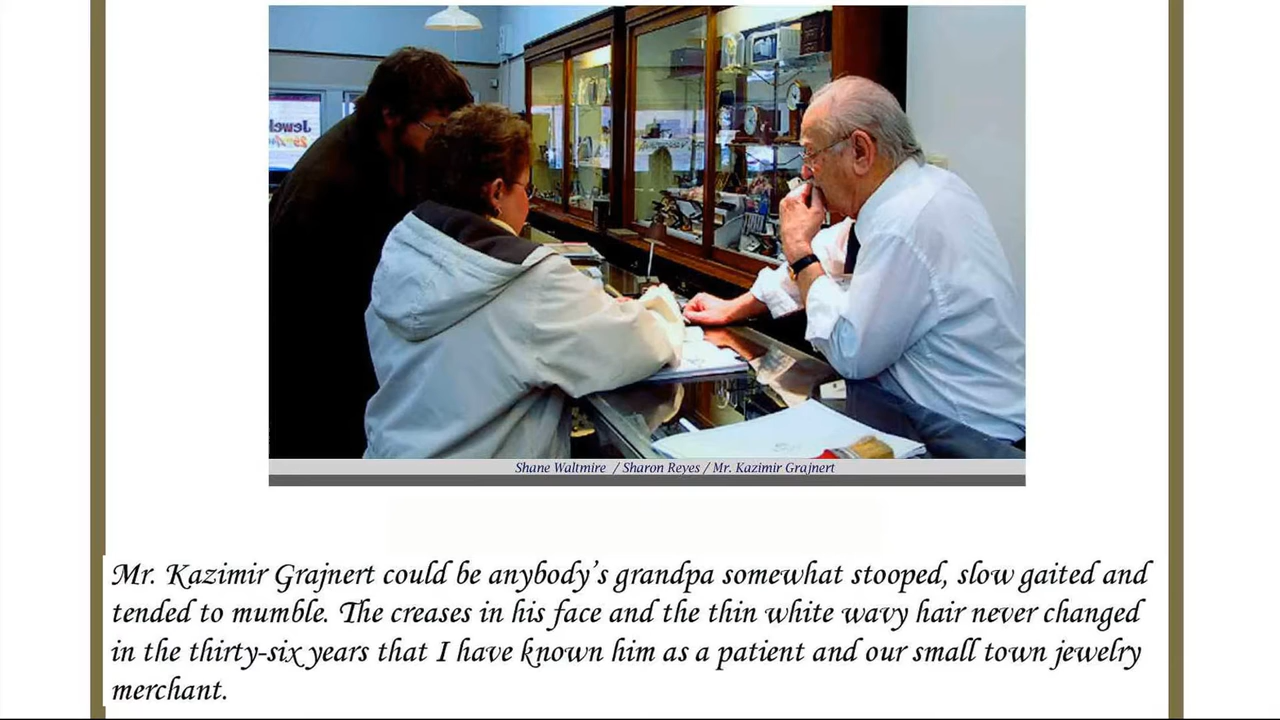 Jewel
Shane Waltmire / Sharon Reyes / Mr. Kazimir Grajnert
Mr. Kazimir Grajnert could be anybody’s grandpa somewhat stooped, slow gaited and
tended to mumble. The creases in his face and the thin white wavy hair never changed
in the thirty-six years that I have known him as a patient and our small town jewelry
merchant.